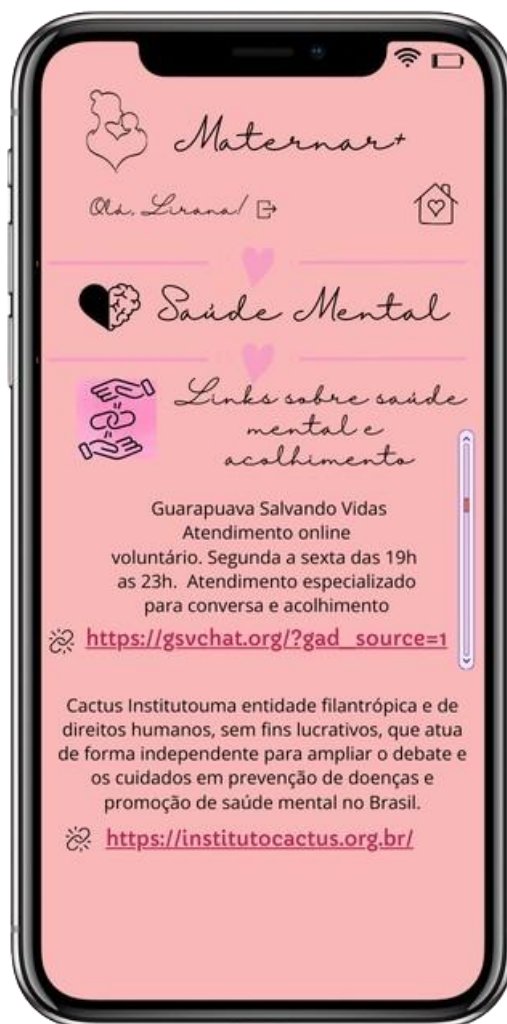 Maternar+
Olá, Lirana!
Saúde Mental
Links sobre saúde
mental e
acolhimento
Guarapuava Salvando Vidas
Atendimento online
voluntário. Segunda a sexta das 19h
as 23h. Atendimento especializado
para conversa e acolhimento
https://gsvchat.org/?gad_source=1
Cactus Institutouma entidade filantrópica e de
direitos humanos, sem fins lucrativos, que atua
de forma independente para ampliar o debate e
os cuidados em prevenção de doenças e
promoção de saúde mental no Brasil.
https://institutocactus.org.br/